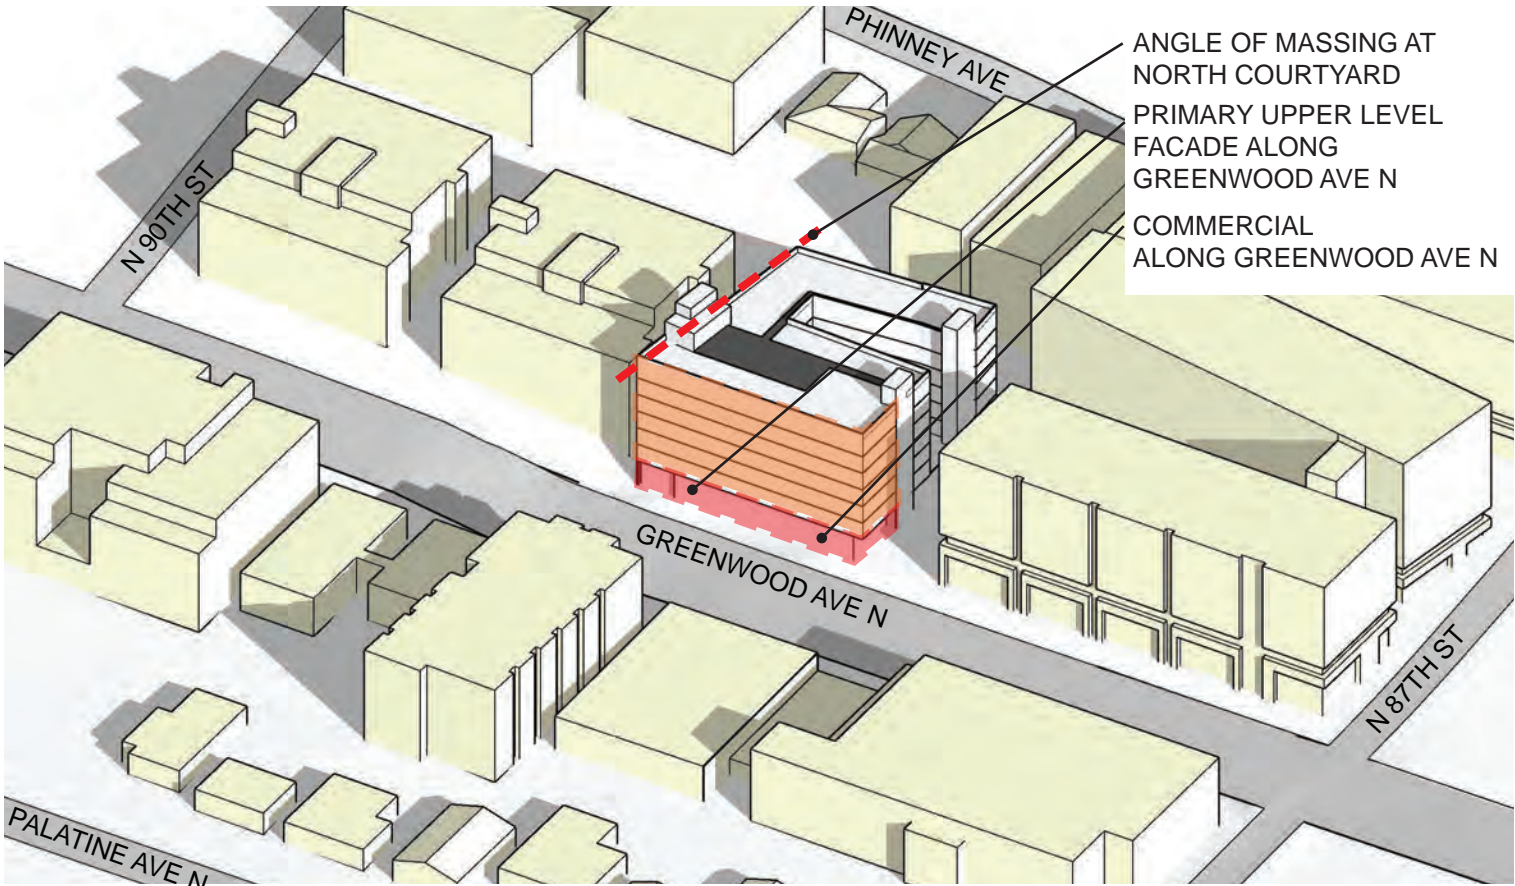 PHINNEY AVE
ANGLE OF MASSING AT
NORTH COURTYARD
PRIMARY UPPER LEVEL
FACADE ALONG
GREENWOOD AVE N
COMMERCIAL
ALONG GREENWOOD AVE N
N 90TH ST
GREENWOOD AVE N
N 87TH ST
PALATINE AVE N